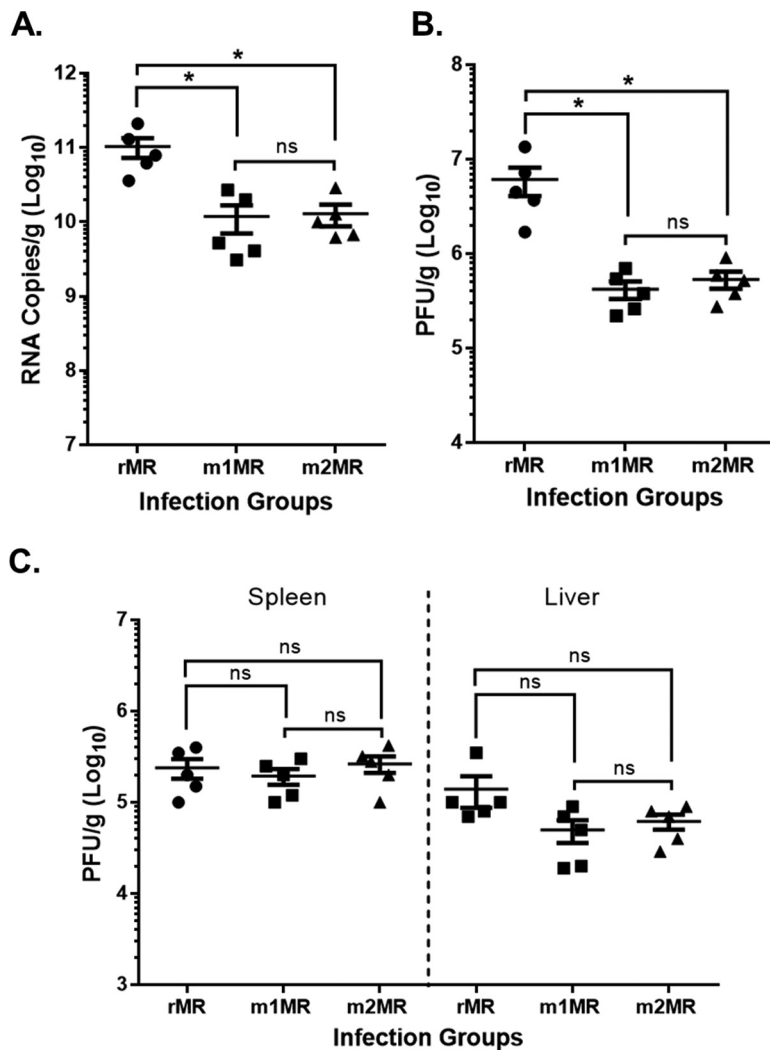 A.
*
*
ns
12
11
10
9
8
7
RNA Copies/g (Log10)
rMR m1MR m2MR
Infection Groups
B.
*
*
ns
8
7
6
5
4
PFU/g (Log10)
rMR m1MR m2MR
Infection Groups
C.
Spleen Liver
ns
ns
ns
ns
ns
ns
7
6
5
4
3
PFU/g (Log10)
rMR m1MR m2MR rMR m1MR m2MR
Infection Groups